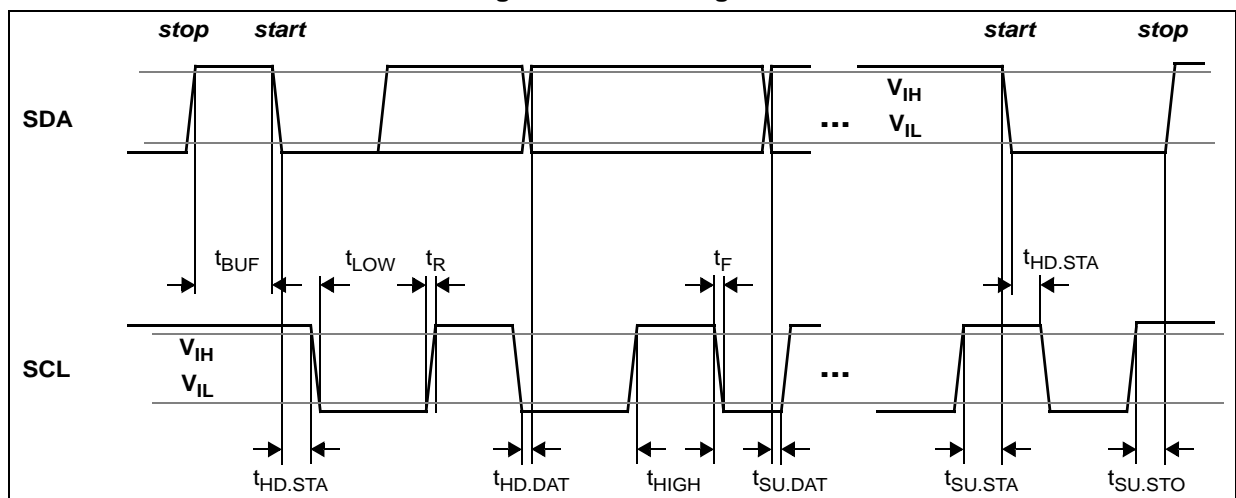 stop start start stop
V_IH
SDA
... V_IL
t_BUF t_LOW t_R t_F t_HD.STA
V_IH
SCL
V_IL ...
t_HD.STA t_HD.DAT t_HIGH t_SU.DAT t_SU.STA t_SU.STO